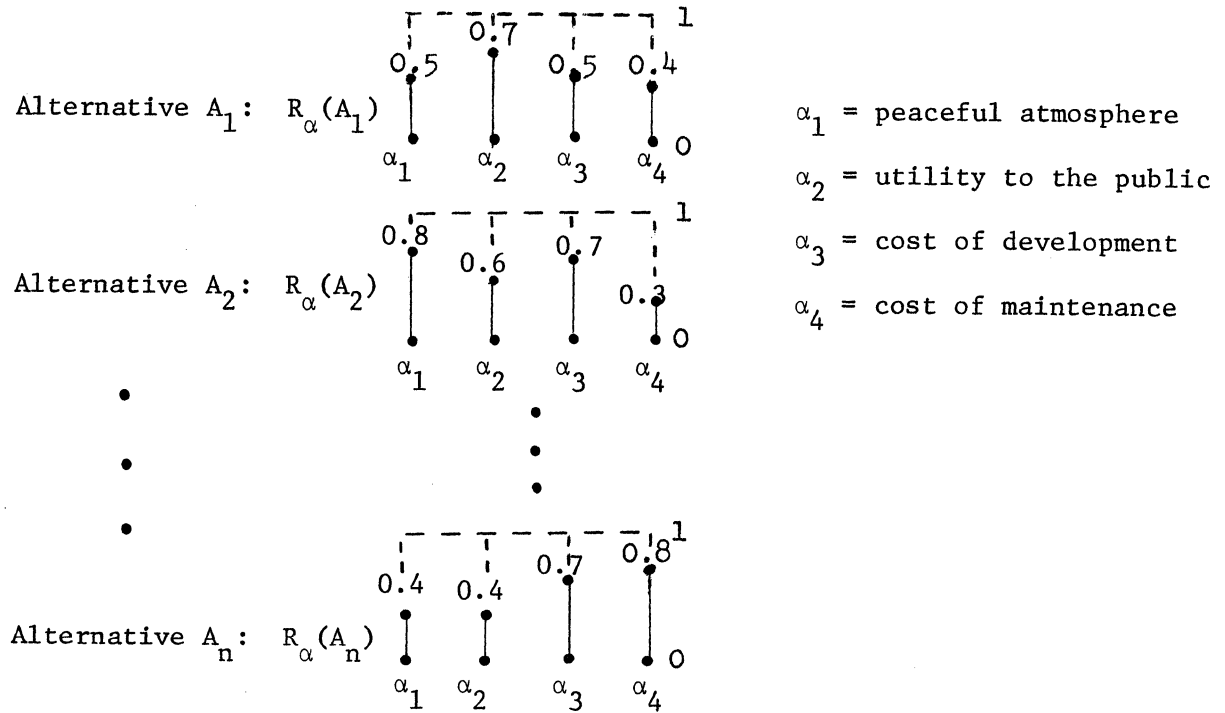 1
0.7
0.5 0.5 0.4
Alternative A₁: R_α(A₁) α₁ = peaceful atmosphere
0
α₁ α₂ α₃ α₄
α₂ = utility to the public
1
0.8 0.7
α₃ = cost of development
0.6
Alternative A₂: R_α(A₂) 0.3 α₄ = cost of maintenance
0
α₁ α₂ α₃ α₄
1
0.7 0.8
0.4 0.4
Alternative Aₙ: R_α(Aₙ)
0
α₁ α₂ α₃ α₄